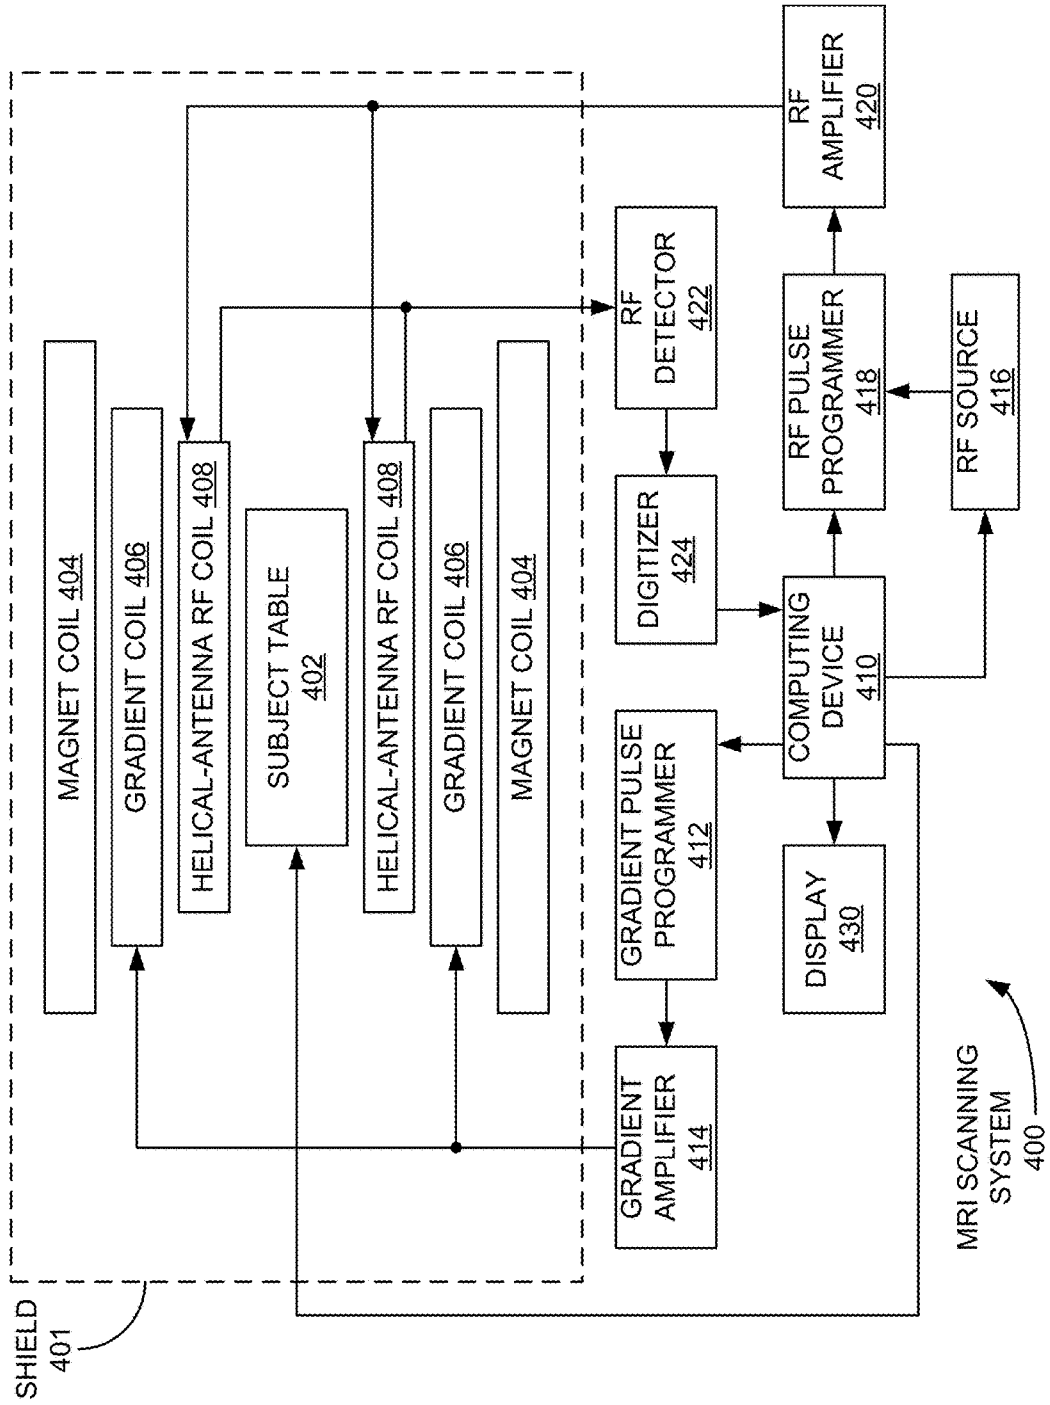 SHIELD
401
MAGNET COIL 404
GRADIENT COIL 406
HELICAL-ANTENNA RF COIL 408
SUBJECT TABLE
402
HELICAL-ANTENNA RF COIL 408
GRADIENT COIL 406
MAGNET COIL 404
GRADIENT
AMPLIFIER
414
GRADIENT PULSE
PROGRAMMER
412
DIGITIZER
424
RF
DETECTOR
422
DISPLAY
430
COMPUTING
DEVICE
410
RF PULSE
PROGRAMMER
418
RF
AMPLIFIER
420
RF SOURCE
416
MRI SCANNING
SYSTEM
400